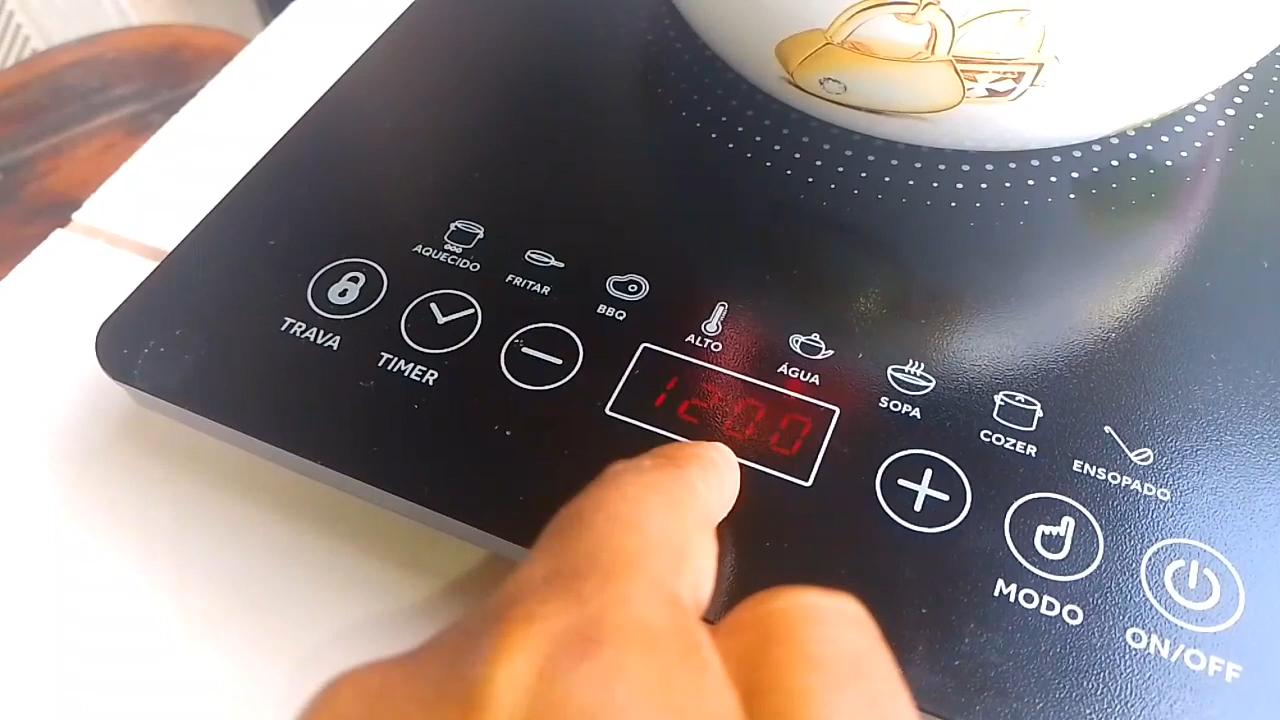 AQUECIDO
FRITAR
BBQ
ALTO
ÁGUA
SOPA
COZER
ENSOPADO
TRAVA
TIMER
1200
MODO
ON/OFF